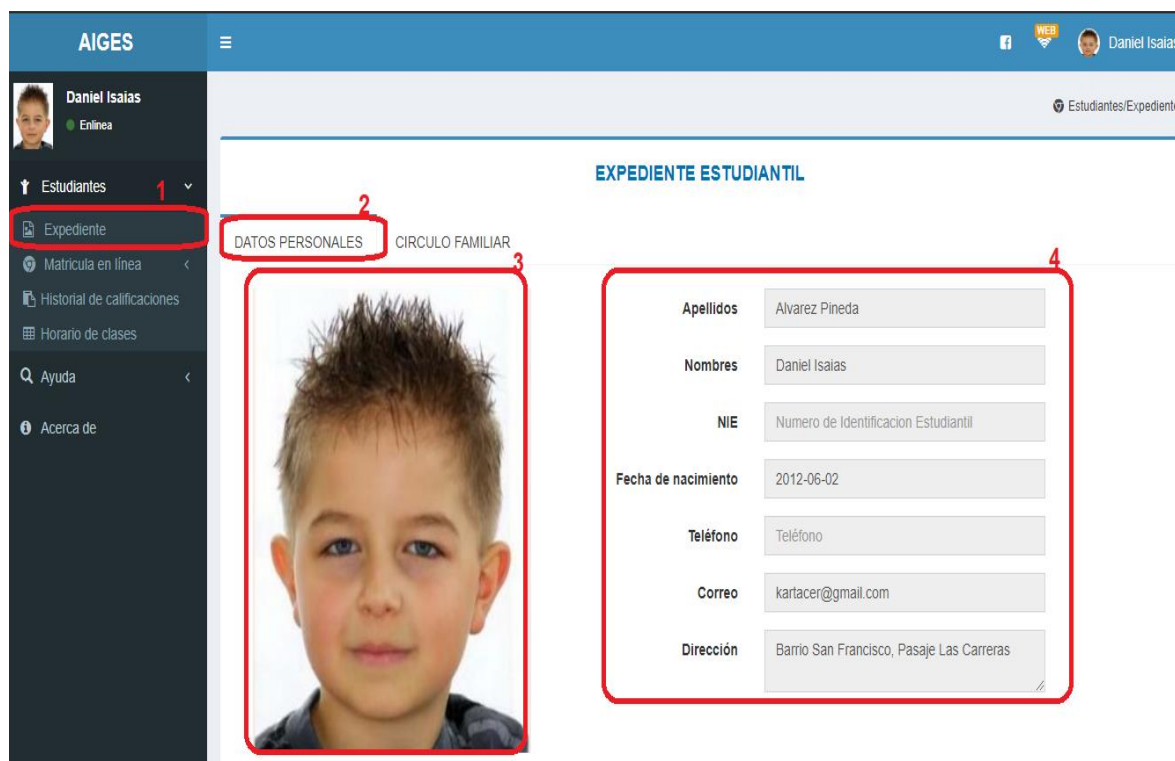 AIGES
WEB
Daniel Isaias
Daniel Isaias
Enlinea
Estudiantes/Expediente
EXPEDIENTE ESTUDIANTIL
Estudiantes
1
Expediente
Matricula en línea
Historial de calificaciones
Horario de clases
Ayuda
Acerca de
2
DATOS PERSONALES CIRCULO FAMILIAR
3
4
Apellidos Alvarez Pineda
Nombres Daniel Isaias
NIE Numero de Identificacion Estudiantil
Fecha de nacimiento 2012-06-02
Teléfono Teléfono
Correo kartacer@gmail.com
Dirección Barrio San Francisco, Pasaje Las Carreras